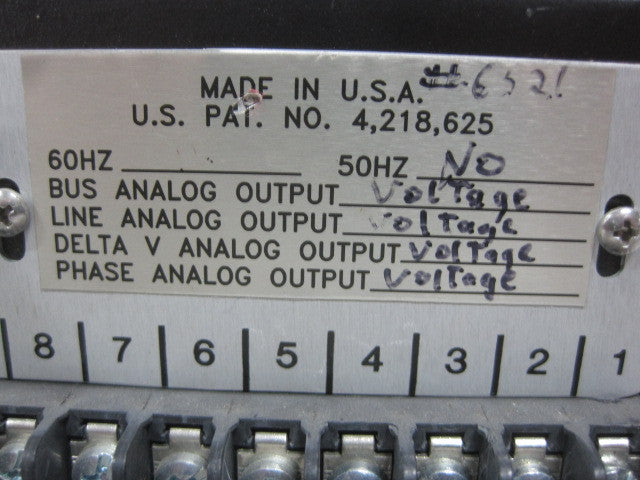 MADE IN U.S.A. #6521
U.S. PAT. NO. 4,218,625
60HZ 50HZ NO
BUS ANALOG OUTPUT Voltage
LINE ANALOG OUTPUT Voltage
DELTA V ANALOG OUTPUT Voltage
PHASE ANALOG OUTPUT Voltage
8 7 6 5 4 3 2 1